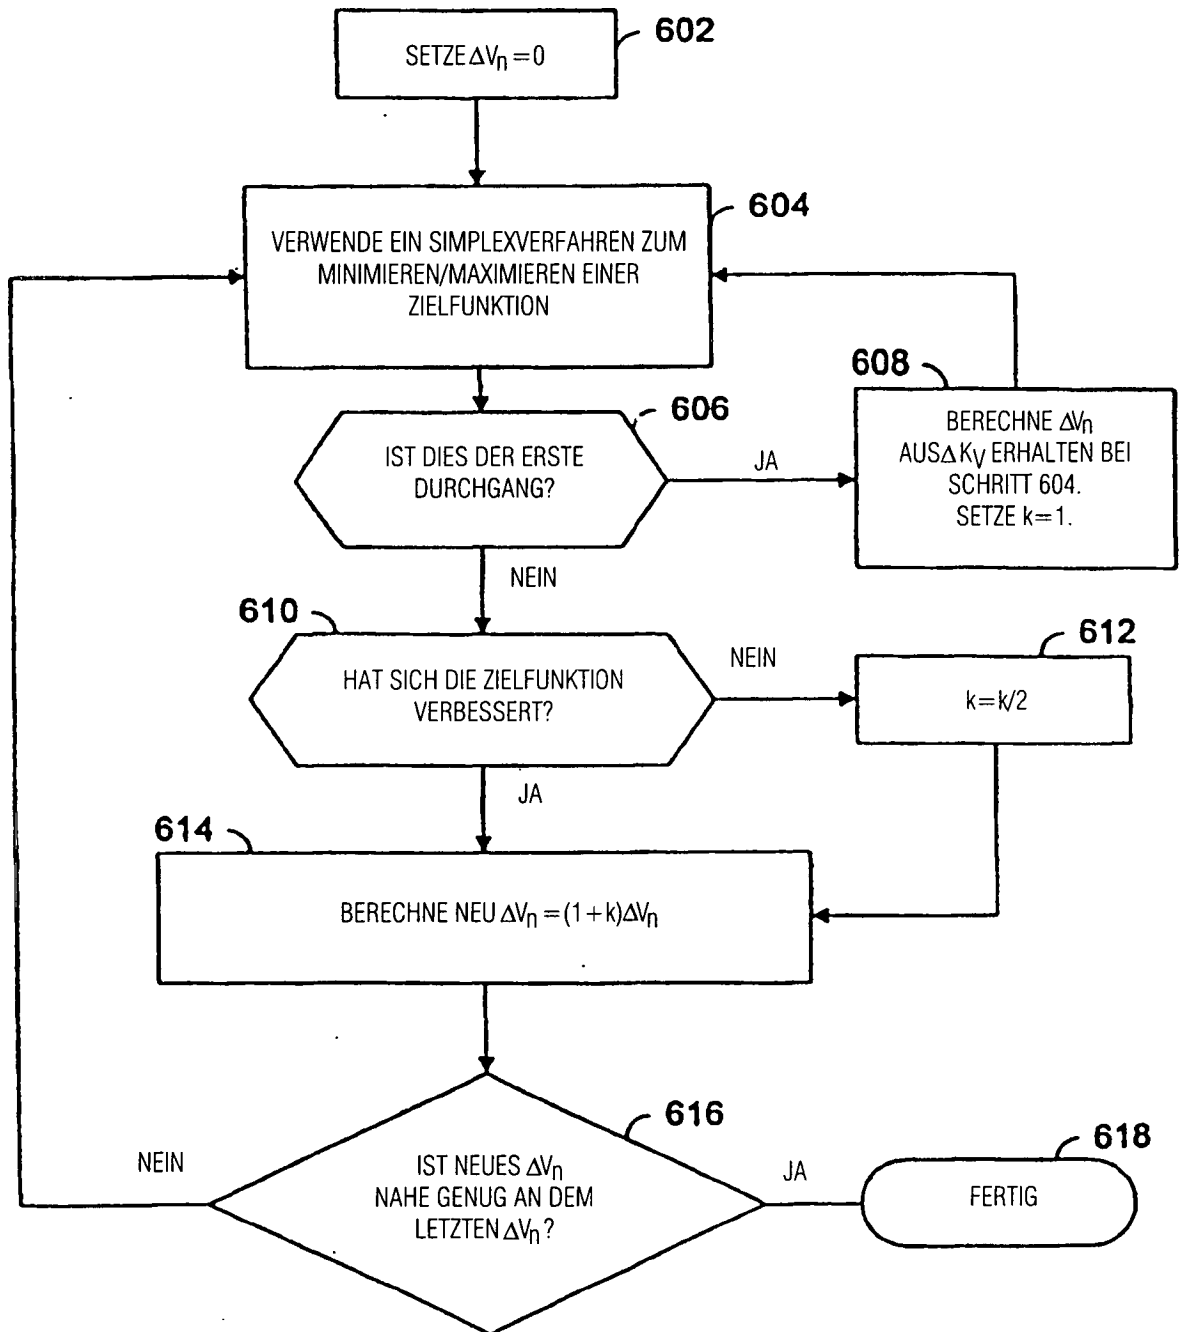 602
SETZE ΔVn=0
604
VERWENDE EIN SIMPLEXVERFAHREN ZUM
MINIMIEREN/MAXIMIEREN EINER
ZIELFUNKTION
606
IST DIES DER ERSTE
DURCHGANG?
JA
608
BERECHNE ΔVn
AUSΔKV ERHALTEN BEI
SCHRITT 604.
SETZE k=1.
NEIN
610
HAT SICH DIE ZIELFUNKTION
VERBESSERT?
NEIN
612
k=k/2
JA
614
BERECHNE NEU ΔVn=(1+k)ΔVn
616
IST NEUES ΔVn
NAHE GENUG AN DEM
LETZTEN ΔVn?
NEIN
JA
618
FERTIG